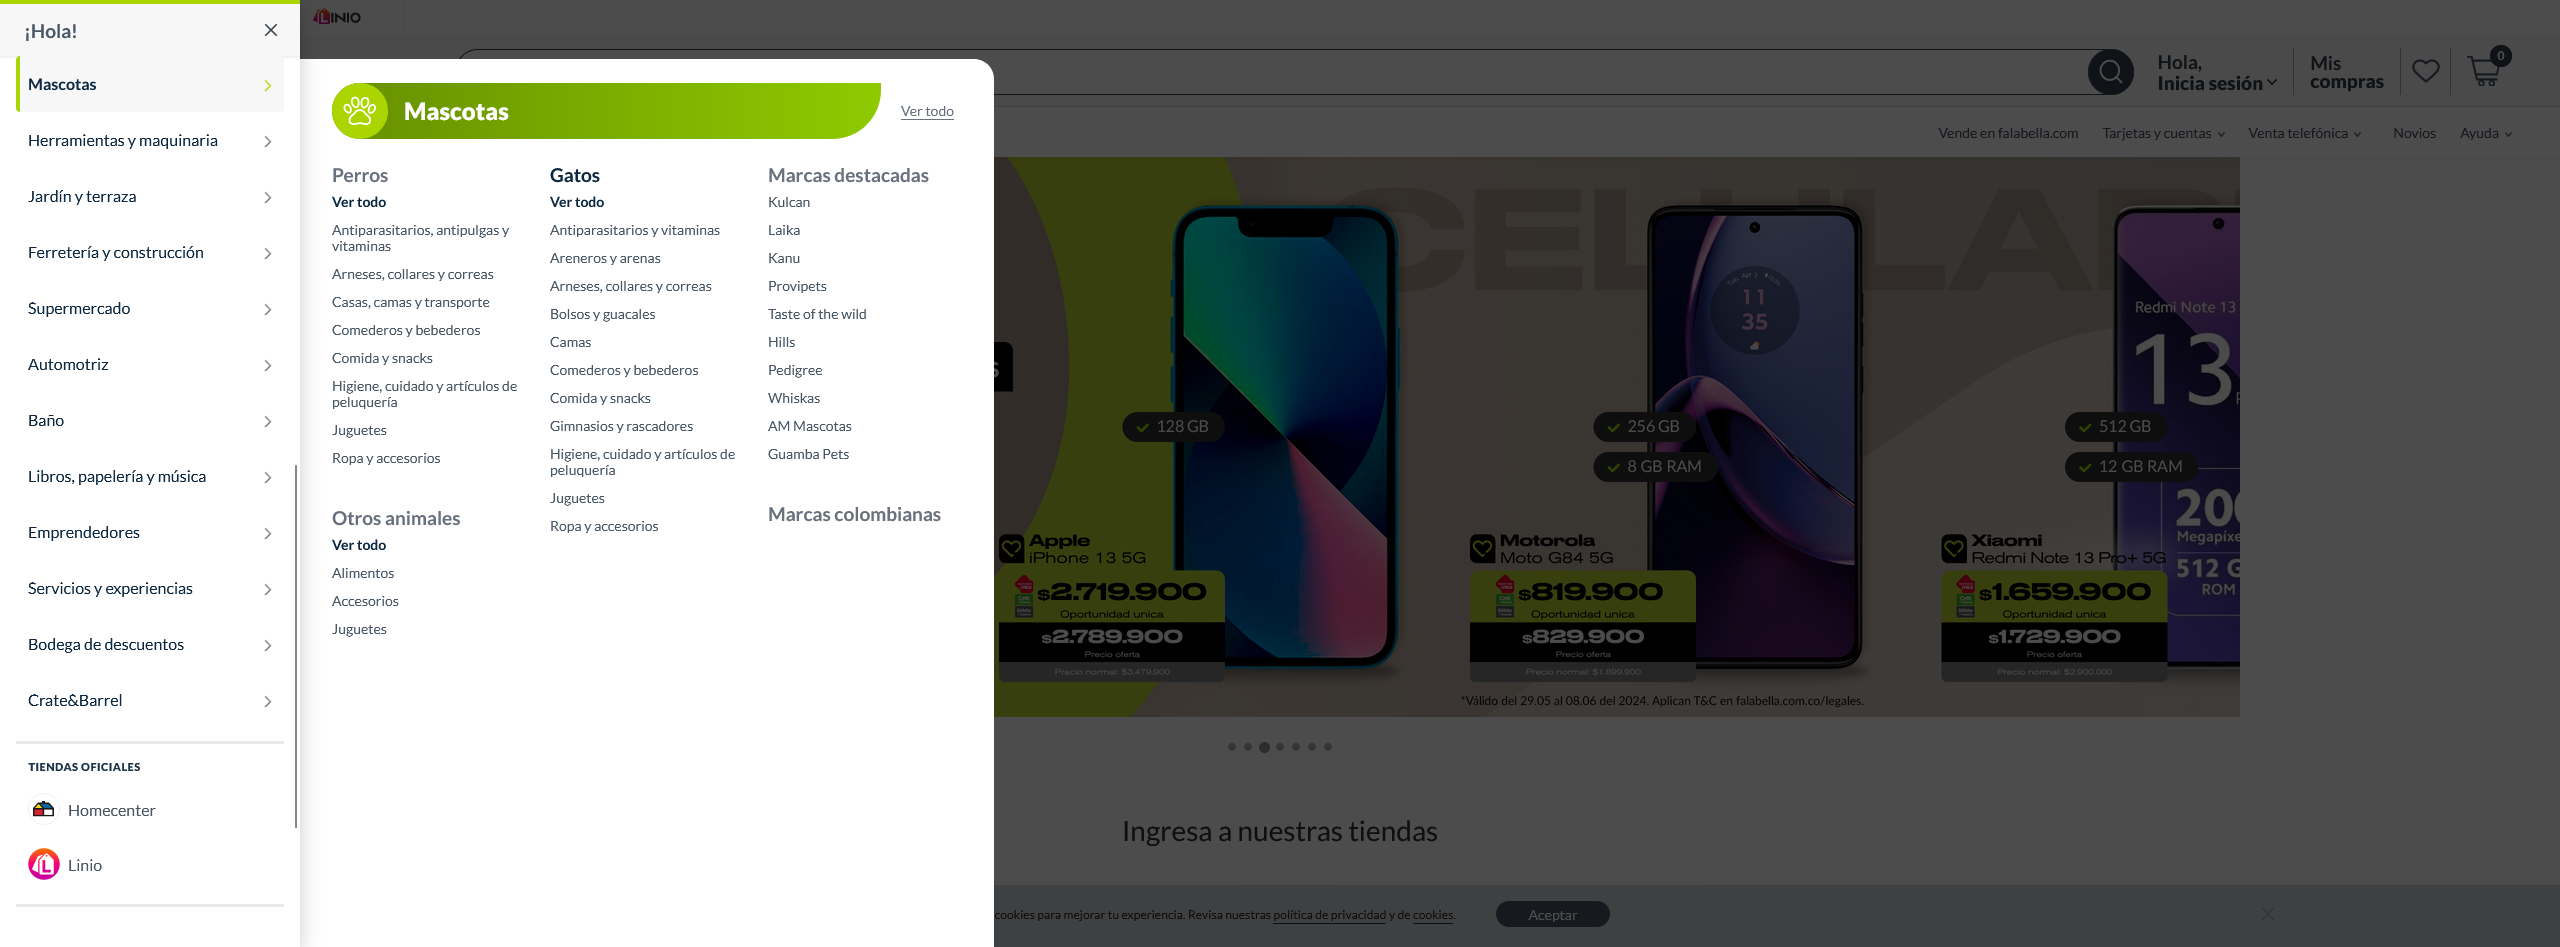 ¡Hola!
Mascotas
Herramientas y maquinaria
Jardín y terraza
Ferretería y construcción
Supermercado
Automotriz
Baño
Libros, papelería y música
Emprendedores
Servicios y experiencias
Bodega de descuentos
Crate&Barrel
TIENDAS OFICIALES
Homecenter
Linio
Mascotas
Ver todo
Perros
Ver todo
Antiparasitarios, antipulgas y
vitaminas
Arneses, collares y correas
Casas, camas y transporte
Comederos y bebederos
Comida y snacks
Higiene, cuidado y artículos de
peluquería
Juguetes
Ropa y accesorios
Otros animales
Ver todo
Alimentos
Accesorios
Juguetes
Gatos
Ver todo
Antiparasitarios y vitaminas
Areneros y arenas
Arneses, collares y correas
Bolsos y guacales
Camas
Comederos y bebederos
Comida y snacks
Gimnasios y rascadores
Higiene, cuidado y artículos de
peluquería
Juguetes
Ropa y accesorios
Marcas destacadas
Kulcan
Laika
Kanu
Provipets
Taste of the wild
Hills
Pedigree
Whiskas
AM Mascotas
Guamba Pets
Marcas colombianas
LINIO
Hola,
Inicia sesión
Mis
compras
0
Vende en falabella.com
Tarjetas y cuentas
Venta telefónica
Novios
Ayuda
128 GB
Apple
iPhone 13 5G
$2.719.900
Oportunidad unica
$2.789.900
Precio oferta
Precio normal: $3.479.900
11
35
256 GB
8 GB RAM
Motorola
Moto G84 5G
$819.900
Oportunidad unica
$829.900
Precio oferta
Precio normal: $1.899.900
Redmi Note 13
13
512 GB
12 GB RAM
200
Megapíxe
512 G
ROM
Xiaomi
Redmi Note 13 Pro+ 5G
$1.659.900
Oportunidad unica
$1.729.900
Precio oferta
Precio normal: $2.900.000
*Válido del 29.05 al 08.06 del 2024. Aplican T&C en falabella.com.co/legales.
Ingresa a nuestras tiendas
cookies para mejorar tu experiencia. Revisa nuestras política de privacidad y de cookies.
Aceptar